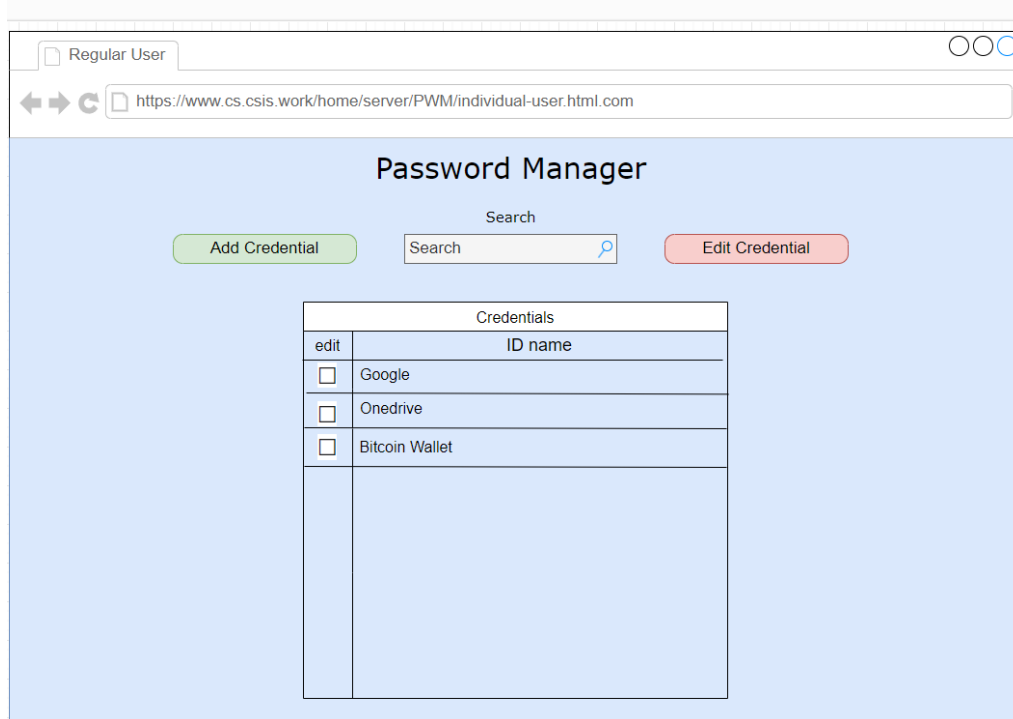 Regular User
https://www.cs.csis.work/home/server/PWM/individual-user.html.com
Password Manager
Search
Add Credential
Search
Edit Credential
Credentials
edit ID name
Google
Onedrive
Bitcoin Wallet